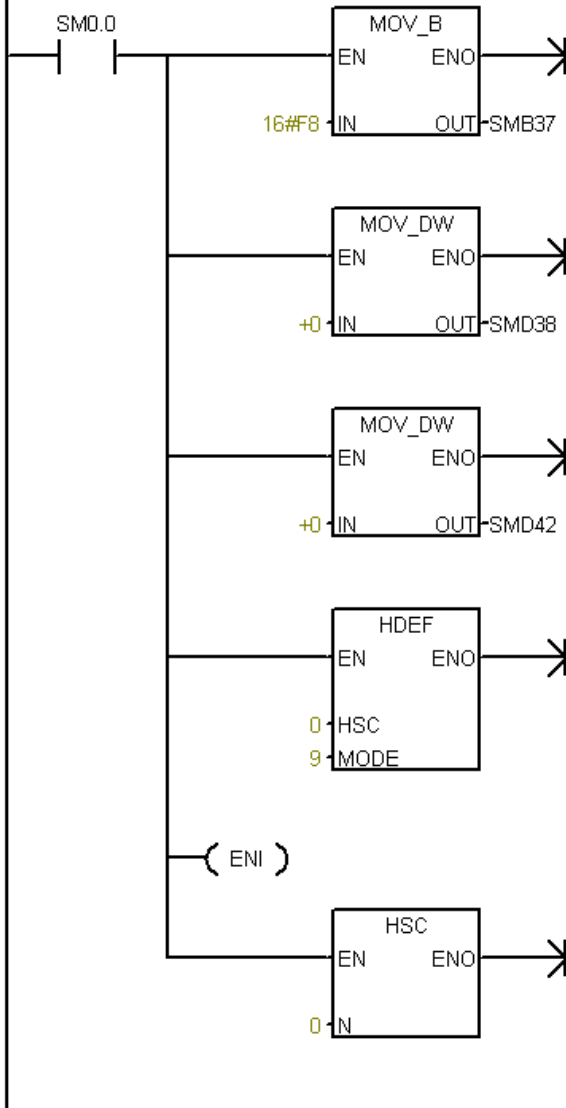 SM0.0
MOV_B
EN ENO
16#F8 IN OUT SMB37
MOV_DW
EN ENO
+0 IN OUT SMD38
MOV_DW
EN ENO
+0 IN OUT SMD42
HDEF
EN ENO
0 HSC
9 MODE
ENI
HSC
EN ENO
0 N